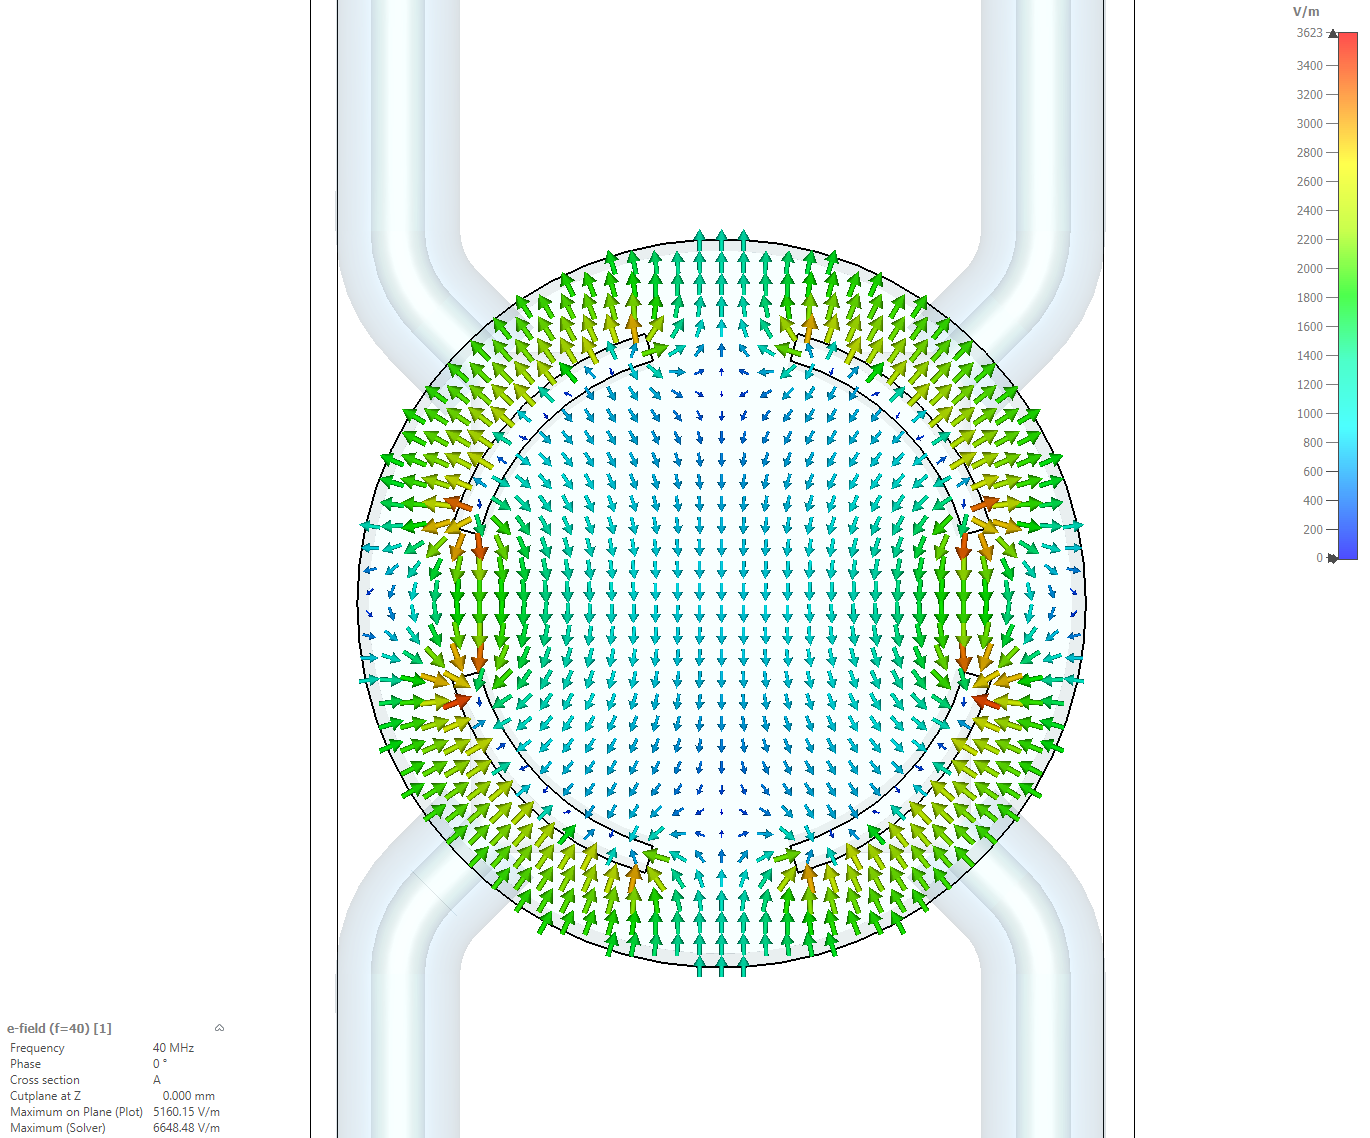 V/m
3623
3400
3200
3000
2800
2600
2400
2200
2000
1800
1600
1400
1200
1000
800
600
400
200
0
e-field (f=40) [1]
Frequency 40 MHz
Phase 0 °
Cross section A
Cutplane at Z 0.000 mm
Maximum on Plane (Plot) 5160.15 V/m
Maximum (Solver) 6648.48 V/m